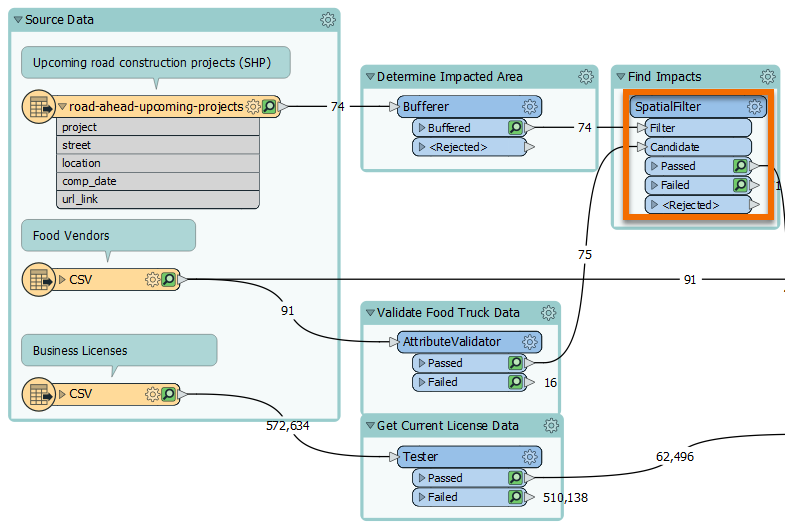 Source Data
Upcoming road construction projects (SHP)
road-ahead-upcoming-projects
project
street
location
comp_date
url_link
74
Determine Impacted Area
Bufferer
Buffered
<Rejected>
74
Find Impacts
SpatialFilter
Filter
Candidate
Passed
Failed
<Rejected>
1
Food Vendors
CSV
91
91
75
Validate Food Truck Data
AttributeValidator
Passed
Failed
16
Business Licenses
CSV
572,634
Get Current License Data
Tester
Passed
Failed
62,496
510,138